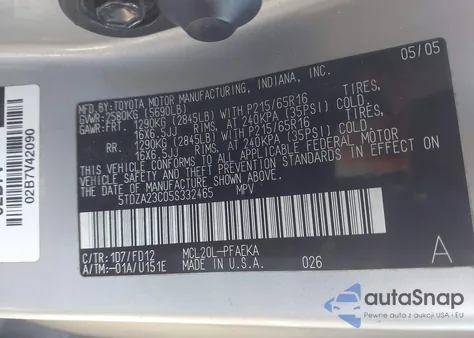 MFD. BY: TOYOTA MOTOR MANUFACTURING, INDIANA, INC. 05/05
GVWR: 2580KG (5690LB)
GAWR: FRT. 1290KG (2845LB) WITH P215/65R16 TIRES,
16X6.5JJ RIMS, AT 240KPA (35PSI) COLD.
RR. 1290KG (2845LB) WITH P215/65R16 TIRES,
16X6.5JJ RIMS, AT 240KPA (35PSI) COLD.
THIS VEHICLE CONFORMS TO ALL APPLICABLE FEDERAL MOTOR
VEHICLE SAFETY AND THEFT PREVENTION STANDARDS IN
EFFECT ON THE DATE OF MANUFACTURE SHOWN ABOVE.
5TDZA23C05S332465 MPV
C/TR: 1D7/FD12 MCL20L-PFAEKA A
A/TM: -01A/U151E MADE IN U.S.A. 026
02B7V42090
autoSnap
Pewne auta z USA i EU